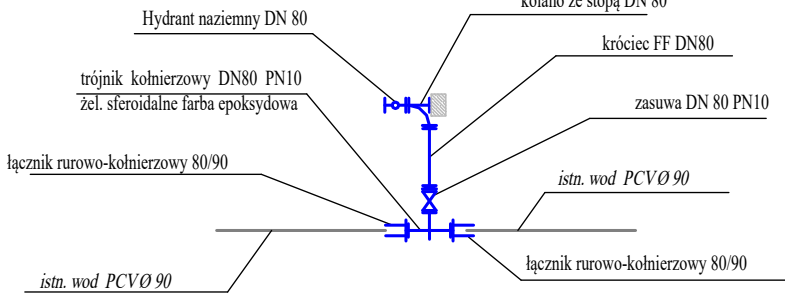 kolano ze stopą DN 80
Hydrant naziemny DN 80
króciec FF DN80
trójnik kołnierzowy DN80 PN10
żel. sferoidalne farba epoksydowa
zasuwa DN 80 PN10
łącznik rurowo-kołnierzowy 80/90
istn. wod PCV Ø 90
łącznik rurowo-kołnierzowy 80/90
istn. wod PCV Ø 90